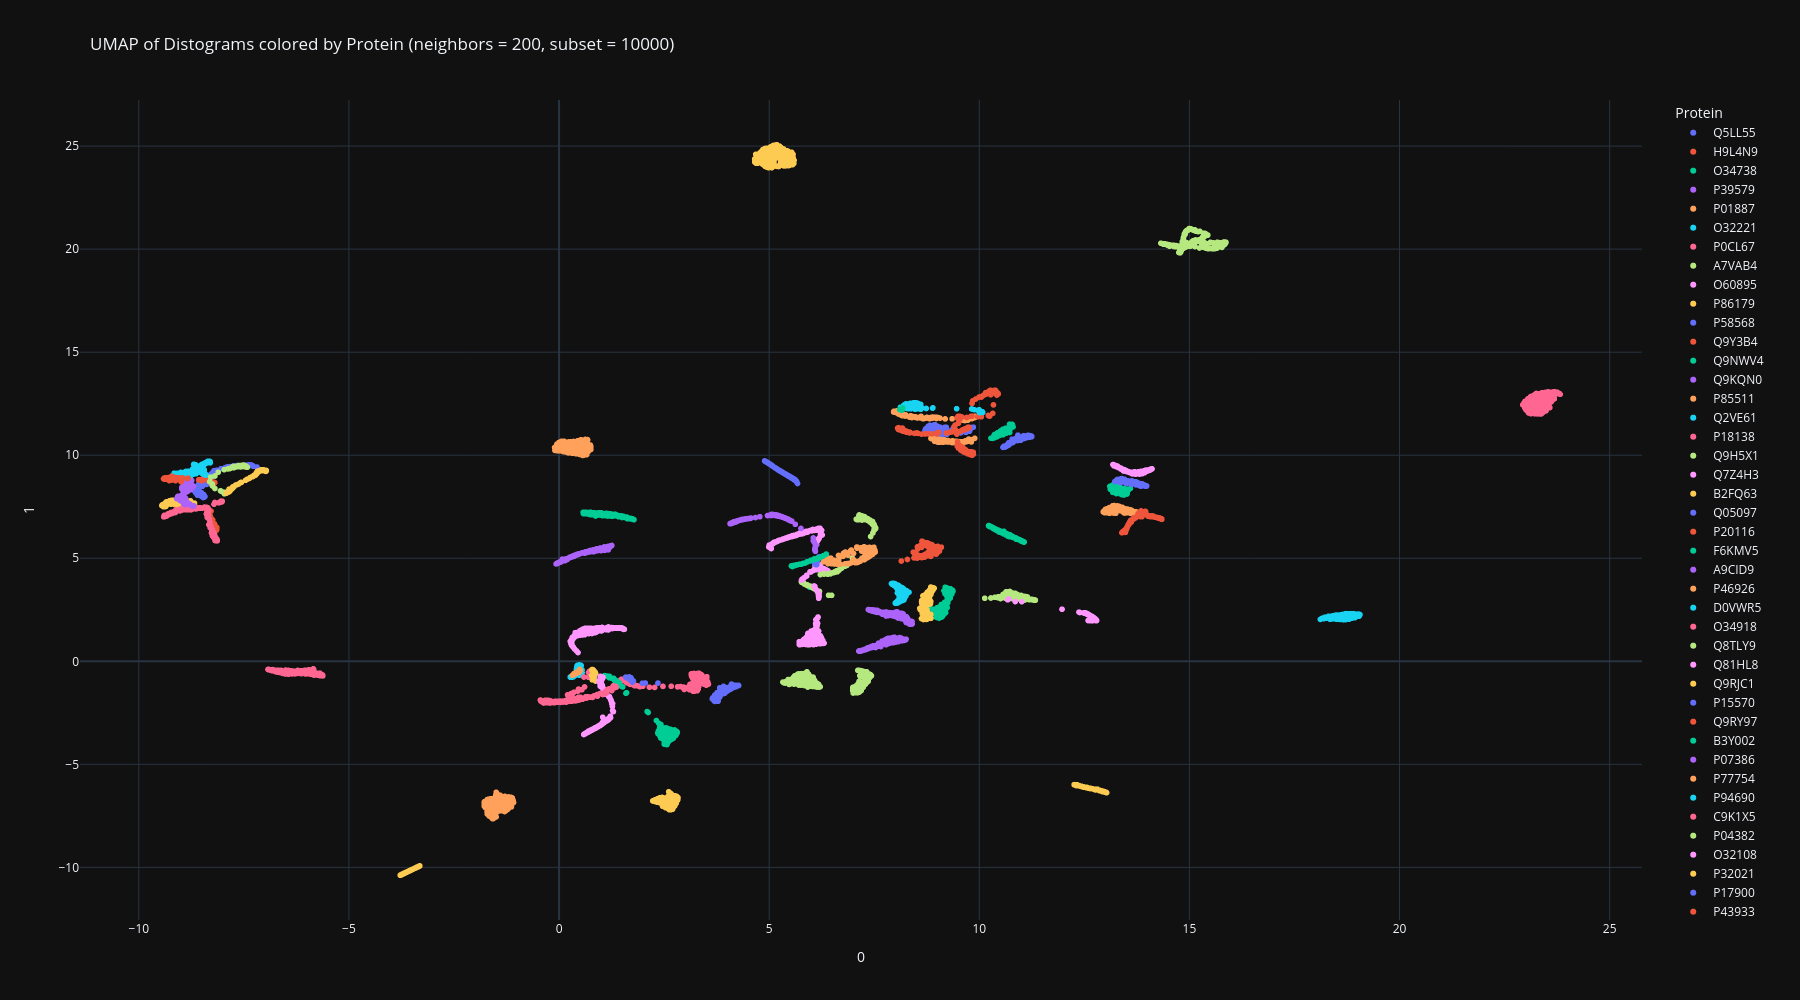 UMAP of Distograms colored by Protein (neighbors = 200, subset = 10000)
Protein
Q5LL55
H9L4N9
O34738
P39579
P01887
O32221
P0CL67
A7VAB4
O60895
P86179
P58568
Q9Y3B4
Q9NWV4
Q9KQN0
P85511
Q2VE61
P18138
Q9H5X1
Q7Z4H3
B2FQ63
Q05097
P20116
F6KMV5
A9CID9
P46926
D0VWR5
O34918
Q8TLY9
Q81HL8
Q9RJC1
P15570
Q9RY97
B3Y002
P07386
P77754
P94690
C9K1X5
P04382
O32108
P32021
P17900
P43933
25
20
15
10
5
0
−5
−10
1
−10 −5 0 5 10 15 20 25
0